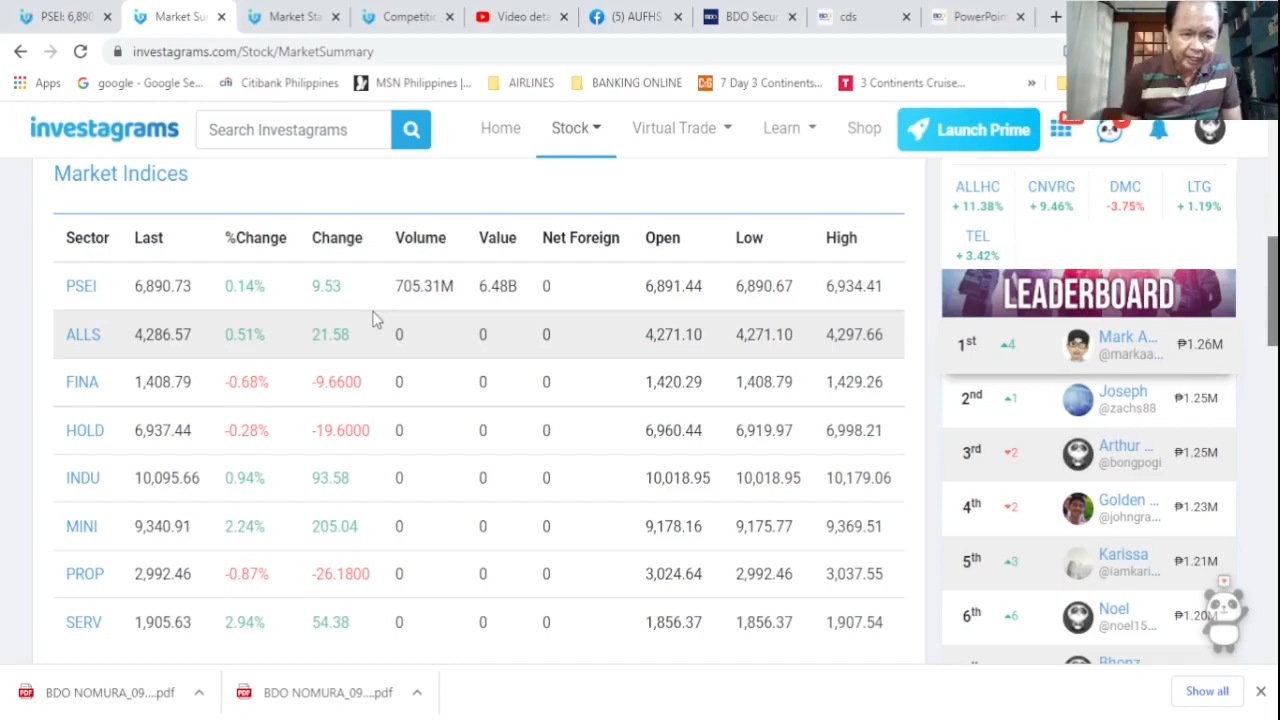 PSEI: 6,890
Market Su
Market Sta
Competitic
Video deta
(5) AUFHS
BDO Secur
cds
PowerPoin
investagrams.com/Stock/MarketSummary
Apps
google - Google Se...
Citibank Philippines
MSN Philippines |...
AIRLINES
BANKING ONLINE
7 Day 3 Continents...
3 Continents Cruise...
»
investagrams
Search Investagrams
Home
Stock
Virtual Trade
Learn
Shop
Launch Prime
Market Indices
Sector Last %Change Change Volume Value Net Foreign Open Low High
PSEI 6,890.73 0.14% 9.53 705.31M 6.48B 0 6,891.44 6,890.67 6,934.41
ALLS 4,286.57 0.51% 21.58 0 0 0 4,271.10 4,271.10 4,297.66
FINA 1,408.79 -0.68% -9.6600 0 0 0 1,420.29 1,408.79 1,429.26
HOLD 6,937.44 -0.28% -19.6000 0 0 0 6,960.44 6,919.97 6,998.21
INDU 10,095.66 0.94% 93.58 0 0 0 10,018.95 10,018.95 10,179.06
MINI 9,340.91 2.24% 205.04 0 0 0 9,178.16 9,175.77 9,369.51
PROP 2,992.46 -0.87% -26.1800 0 0 0 3,024.64 2,992.46 3,037.55
SERV 1,905.63 2.94% 54.38 0 0 0 1,856.37 1,856.37 1,907.54
ALLHC CNVRG DMC LTG
+ 11.38% + 9.46% -3.75% + 1.19%
TEL
+ 3.42%
LEADERBOARD
1st 4 Mark A... ₱1.26M
@markaa...
2nd 1 Joseph ₱1.25M
@zachs88
3rd 2 Arthur ... ₱1.25M
@bongpogi
4th 2 Golden ... ₱1.23M
@johngra...
5th 3 Karissa ₱1.21M
@iamkari...
6th 6 Noel ₱1.20M
@noel15...
Bhonz
BDO NOMURA_09....pdf
BDO NOMURA_09....pdf
Show all